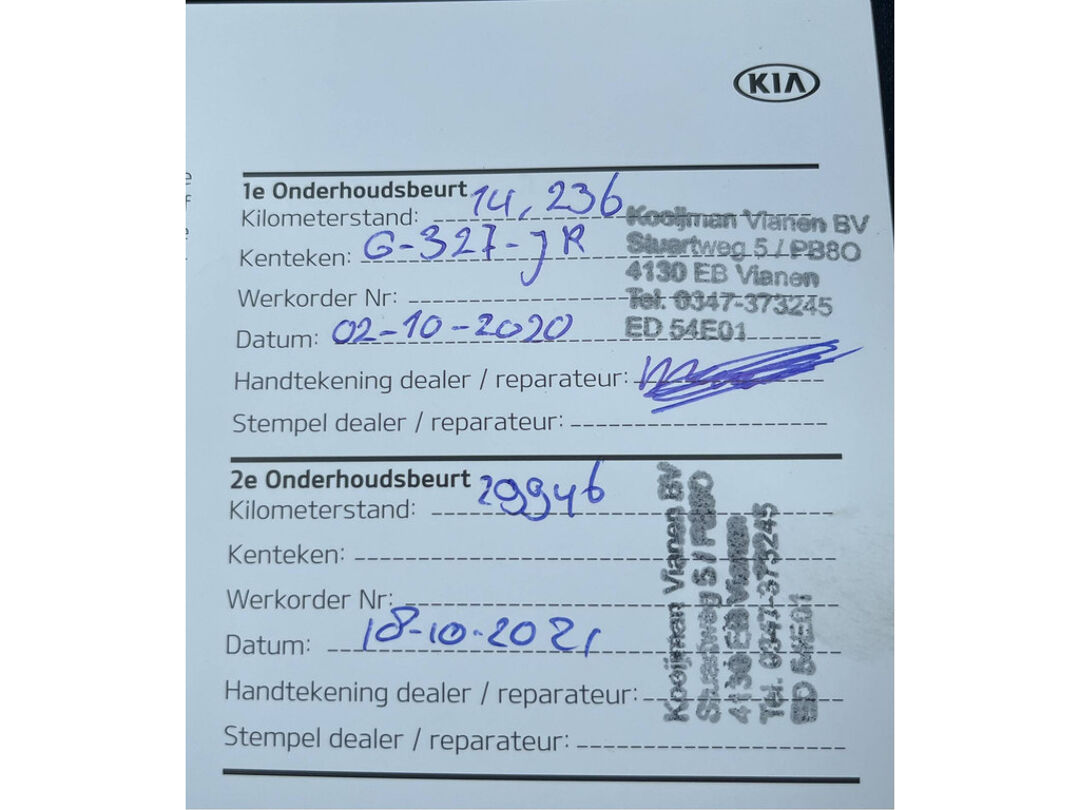 KIA
1e Onderhoudsbeurt
Kilometerstand: 14,236
Kenteken: G-327-JR
Werkorder Nr:
Datum: 02-10-2020
Handtekening dealer / reparateur:
Stempel dealer / reparateur:
Kooijman Vianen BV
Stuartweg 5 / PB80
4130 EB Vianen
Tel. 0347-373245
ED 54E01
2e Onderhoudsbeurt
Kilometerstand: 29946
Kenteken:
Werkorder Nr:
Datum: 18-10-2021
Handtekening dealer / reparateur:
Stempel dealer / reparateur:
Kooijman Vianen BV
Stuartweg 5 / PB80
4130 EB Vianen
Tel. 0347-373245
ED 54E01